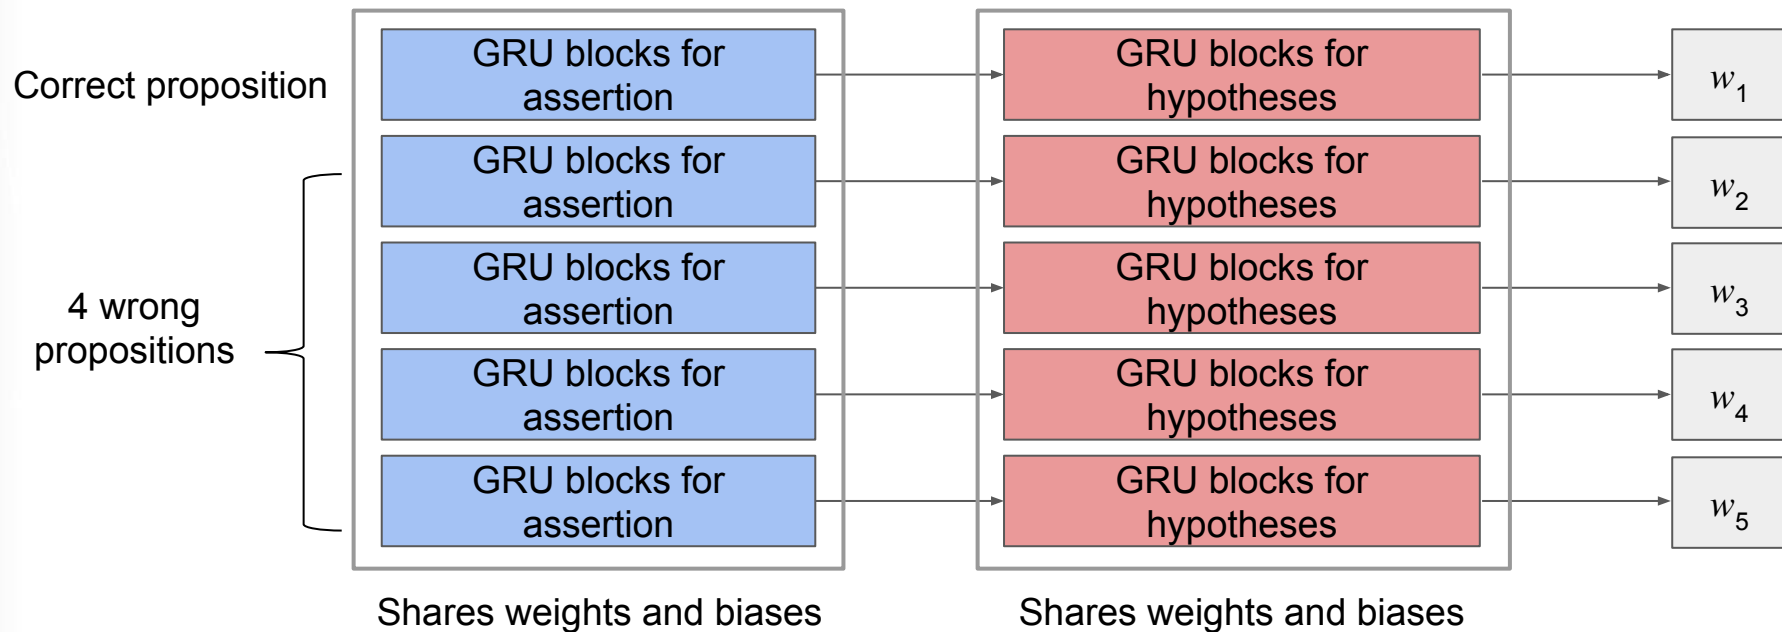 Correct proposition
GRU blocks for
assertion
GRU blocks for
hypotheses
w1
4 wrong
propositions
GRU blocks for
assertion
GRU blocks for
hypotheses
w2
GRU blocks for
assertion
GRU blocks for
hypotheses
w3
GRU blocks for
assertion
GRU blocks for
hypotheses
w4
GRU blocks for
assertion
GRU blocks for
hypotheses
w5
Shares weights and biases
Shares weights and biases